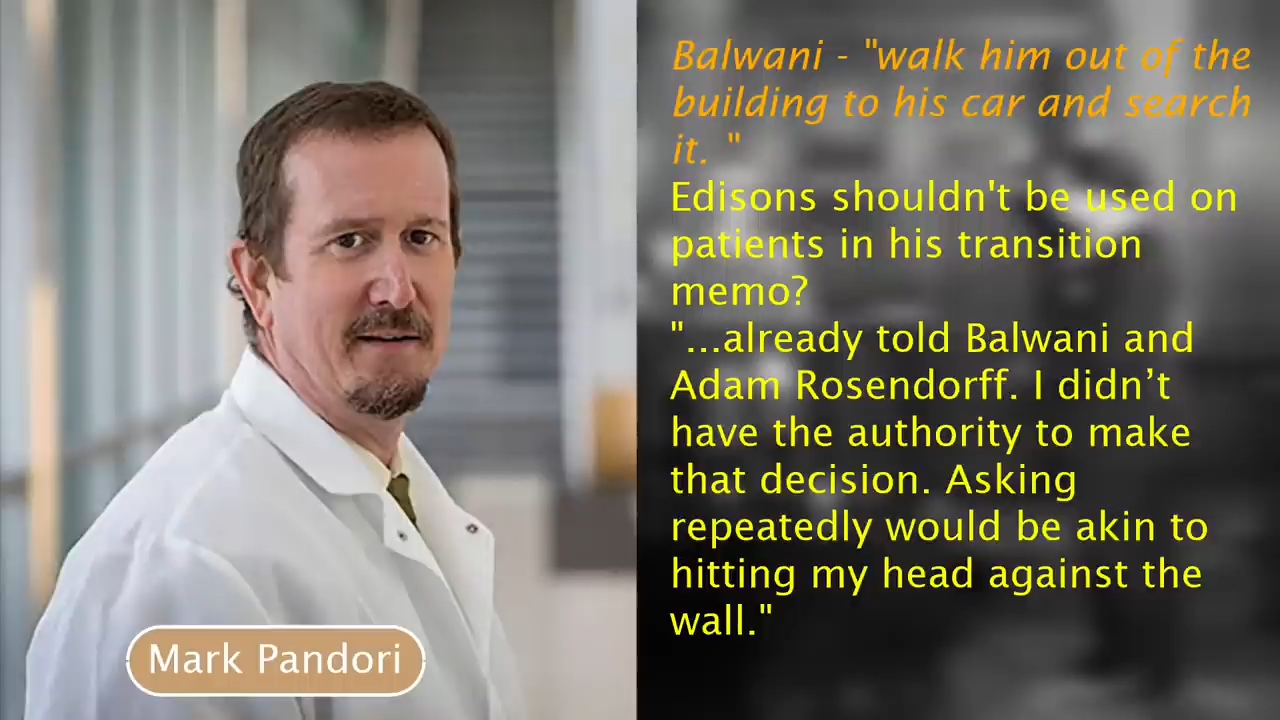 Balwani - "walk him out of the
building to his car and search
it. "
Edisons shouldn't be used on
patients in his transition
memo?
"...already told Balwani and
Adam Rosendorff. I didn’t
have the authority to make
that decision. Asking
repeatedly would be akin to
hitting my head against the
wall."
Mark Pandori